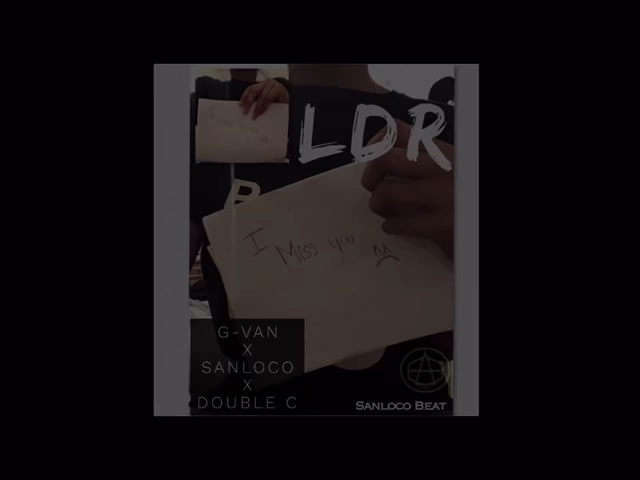 LDR
B
I Miss you
G-VAN
X
SANLOCO
X
DOUBLE C
SANLOCO BEAT